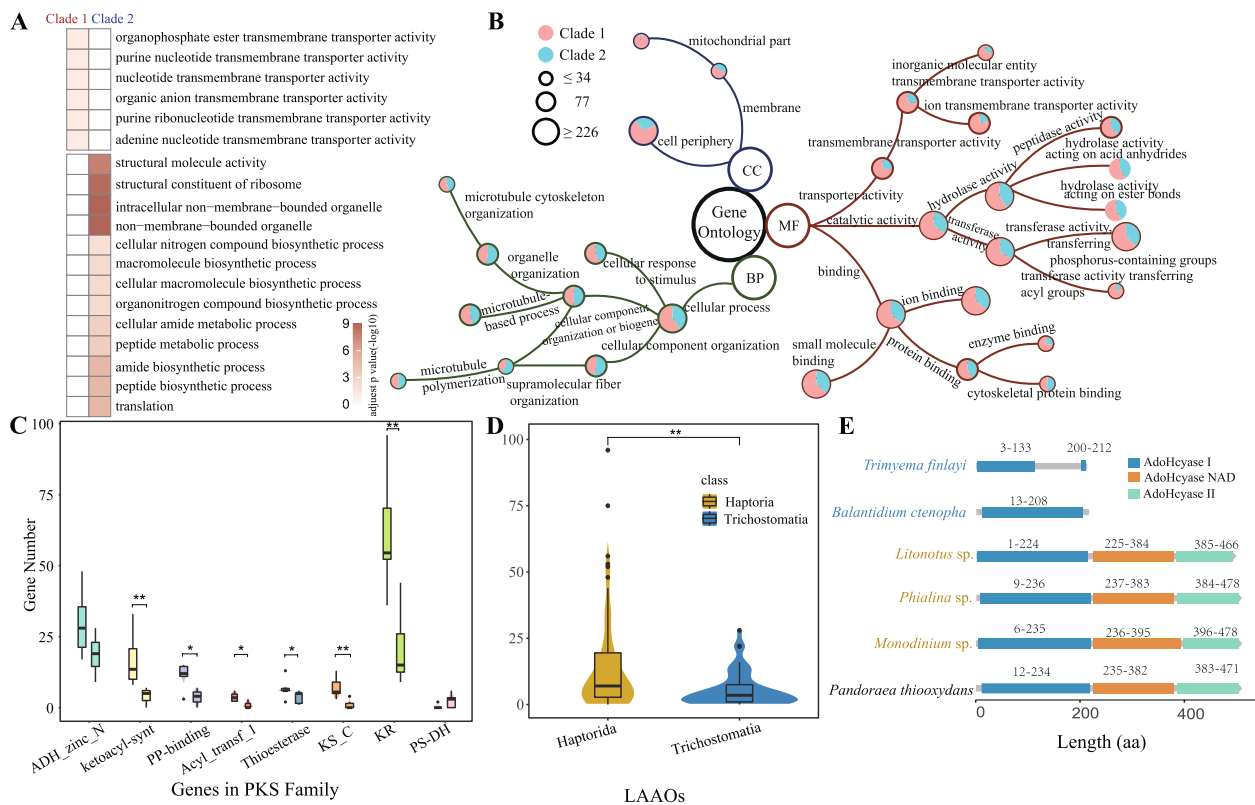 A
Clade 1 Clade 2
organophosphate ester transmembrane transporter activity
purine nucleotide transmembrane transporter activity
nucleotide transmembrane transporter activity
organic anion transmembrane transporter activity
purine ribonucleotide transmembrane transporter activity
adenine nucleotide transmembrane transporter activity
structural molecule activity
structural constituent of ribosome
intracellular non−membrane−bounded organelle
non−membrane−bounded organelle
cellular nitrogen compound biosynthetic process
macromolecule biosynthetic process
cellular macromolecule biosynthetic process
organonitrogen compound biosynthetic process
cellular amide metabolic process
peptide metabolic process
amide biosynthetic process
peptide biosynthetic process
translation
9
6
3
0
adjuest p value(-log10)
B
Clade 1
Clade 2
≤ 34
77
≥ 226
mitochondrial part
membrane
cell periphery
CC
Gene
Ontology
MF
BP
inorganic molecular entity
transmembrane transporter activity
ion transmembrane transporter activity
transmembrane transporter activity
transporter activity
catalytic activity
hydrolase activity
peptidase activity
hydrolase activity
acting on acid anhydrides
hydrolase activity
acting on ester bonds
transferase
activity
transferase activity,
transferring
phosphorus-containing groups
transferase activity transferring
acyl groups
binding
ion binding
small molecule
binding
protein binding
enzyme binding
cytoskeletal protein binding
microtubule cytoskeleton
organization
organelle
organization
cellular response
to stimulus
microtubule-
based process
cellular component
organization or biogene
cellular process
cellular component organization
microtubule
polymerization
supramolecular fiber
organization
C
Gene Number
100
50
30
10
0
**
*
*
*
**
**
ADH_zinc_N
ketoacyl-synt
PP-binding
Acyl_transf_1
Thioesterase
KS_C
KR
PS-DH
Genes in PKS Family
D
100
75
50
25
0
**
class
Haptoria
Trichostomatia
Haptorida
Trichostomatia
LAAOs
E
AdoHcyase I
AdoHcyase NAD
AdoHcyase II
Trimyema finlayi
3-133
200-212
Balantidium ctenopha
13-208
Litonotus sp.
1-224
225-384
385-466
Phialina sp.
9-236
237-383
384-478
Monodinium sp.
6-235
236-395
396-478
Pandoraea thiooxydans
12-234
235-382
383-471
0
200
400
Length (aa)